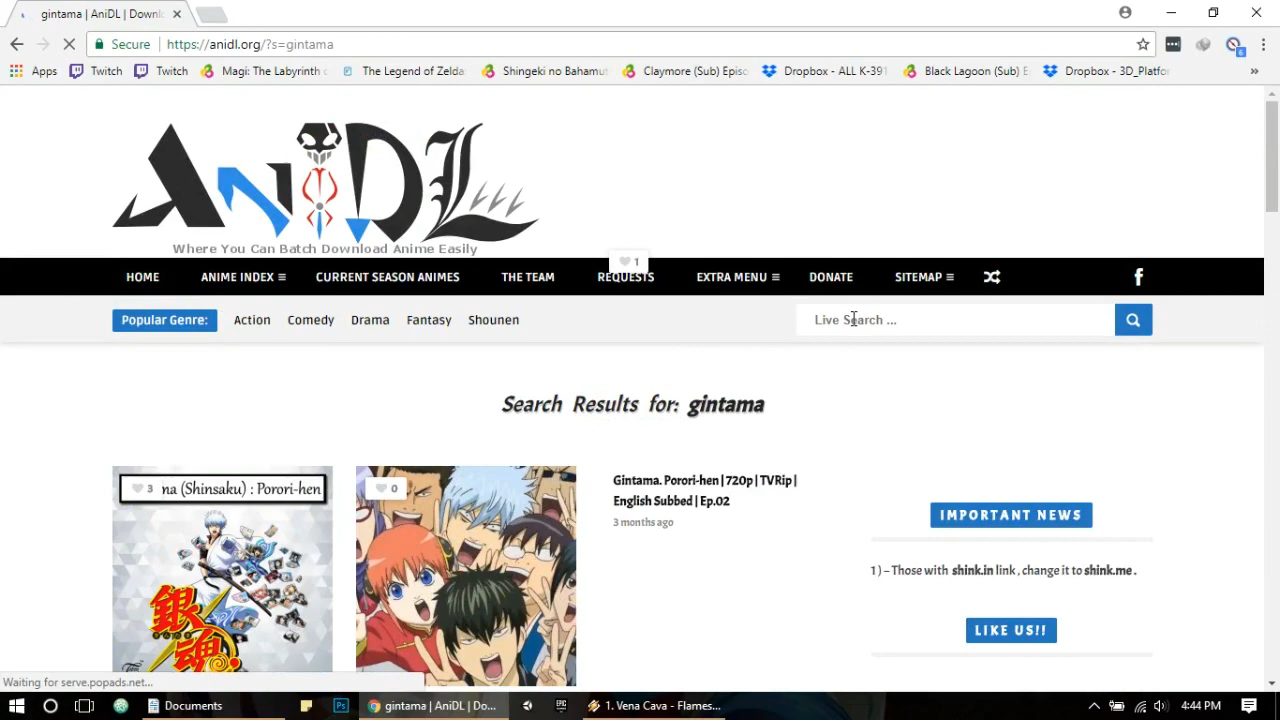 gintama | AniDL | Downl
Secure https://anidl.org/?s=gintama
6
Apps Twitch Twitch Magi: The Labyrinth o The Legend of Zelda Shingeki no Bahamut Claymore (Sub) Episo Dropbox - ALL K-391 Black Lagoon (Sub) E Dropbox - 3D_Platfor »
AniDL
Where You Can Batch Download Anime Easily
1
HOME ANIME INDEX CURRENT SEASON ANIMES THE TEAM REQUESTS EXTRA MENU DONATE SITEMAP f
Popular Genre: Action Comedy Drama Fantasy Shounen Live Search ...
Search Results for: gintama
3 na (Shinsaku) : Porori-hen
銀魂
0
Gintama. Porori-hen | 720p | TVRip |
English Subbed | Ep.02
3 months ago
IMPORTANT NEWS
1 ) – Those with shink.in link , change it to shink.me .
LIKE US!!
Waiting for serve.popads.net...
Documents Ps gintama | AniDL | Do... EPIC 1. Vena Cava - Flames... 4:44 PM